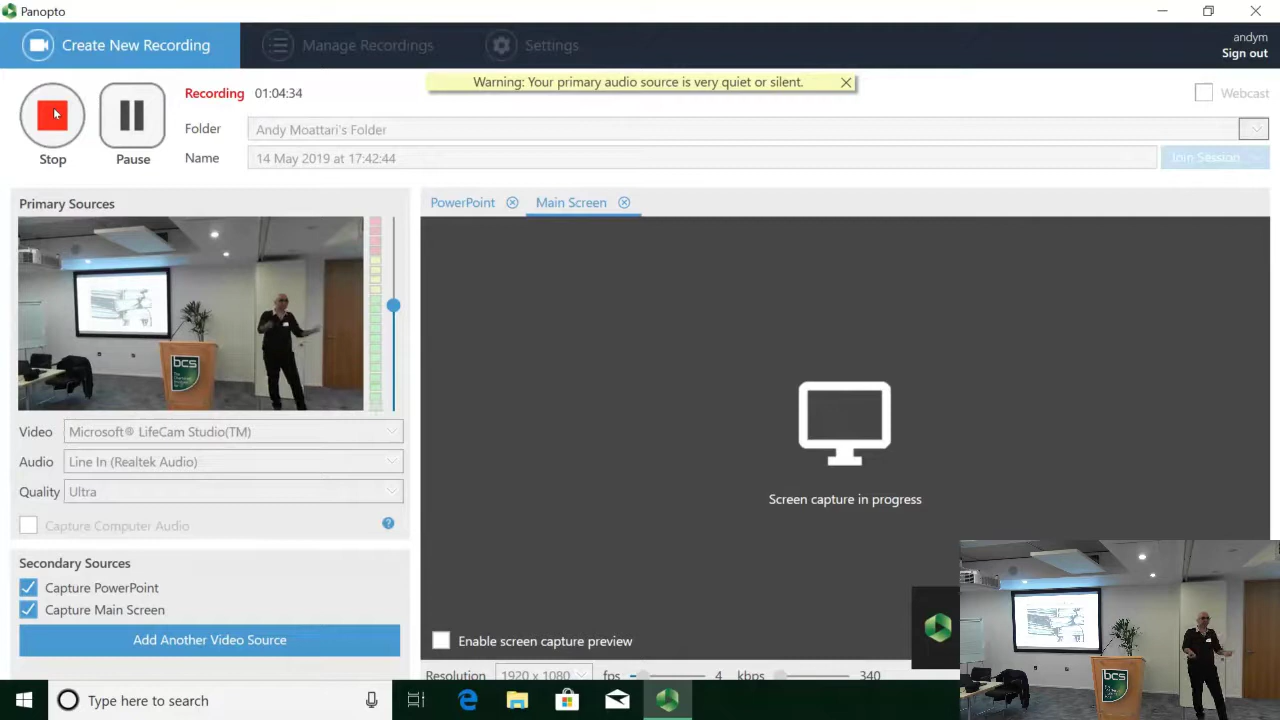 Panopto
Create New Recording
Manage Recordings
Settings
andym
Sign out
Warning: Your primary audio source is very quiet or silent.
Recording 01:04:34
Webcast
Folder
Andy Moattari's Folder
Stop
Pause
Name
14 May 2019 at 17:42:44
Join Session
Primary Sources
PowerPoint
Main Screen
bcs
Video
Microsoft® LifeCam Studio(TM)
Audio
Line In (Realtek Audio)
Quality
Ultra
Capture Computer Audio
?
Screen capture in progress
Secondary Sources
Capture PowerPoint
Capture Main Screen
Add Another Video Source
Enable screen capture preview
Resolution
1920 x 1080
fps
4
kbps
340
Type here to search
bcs